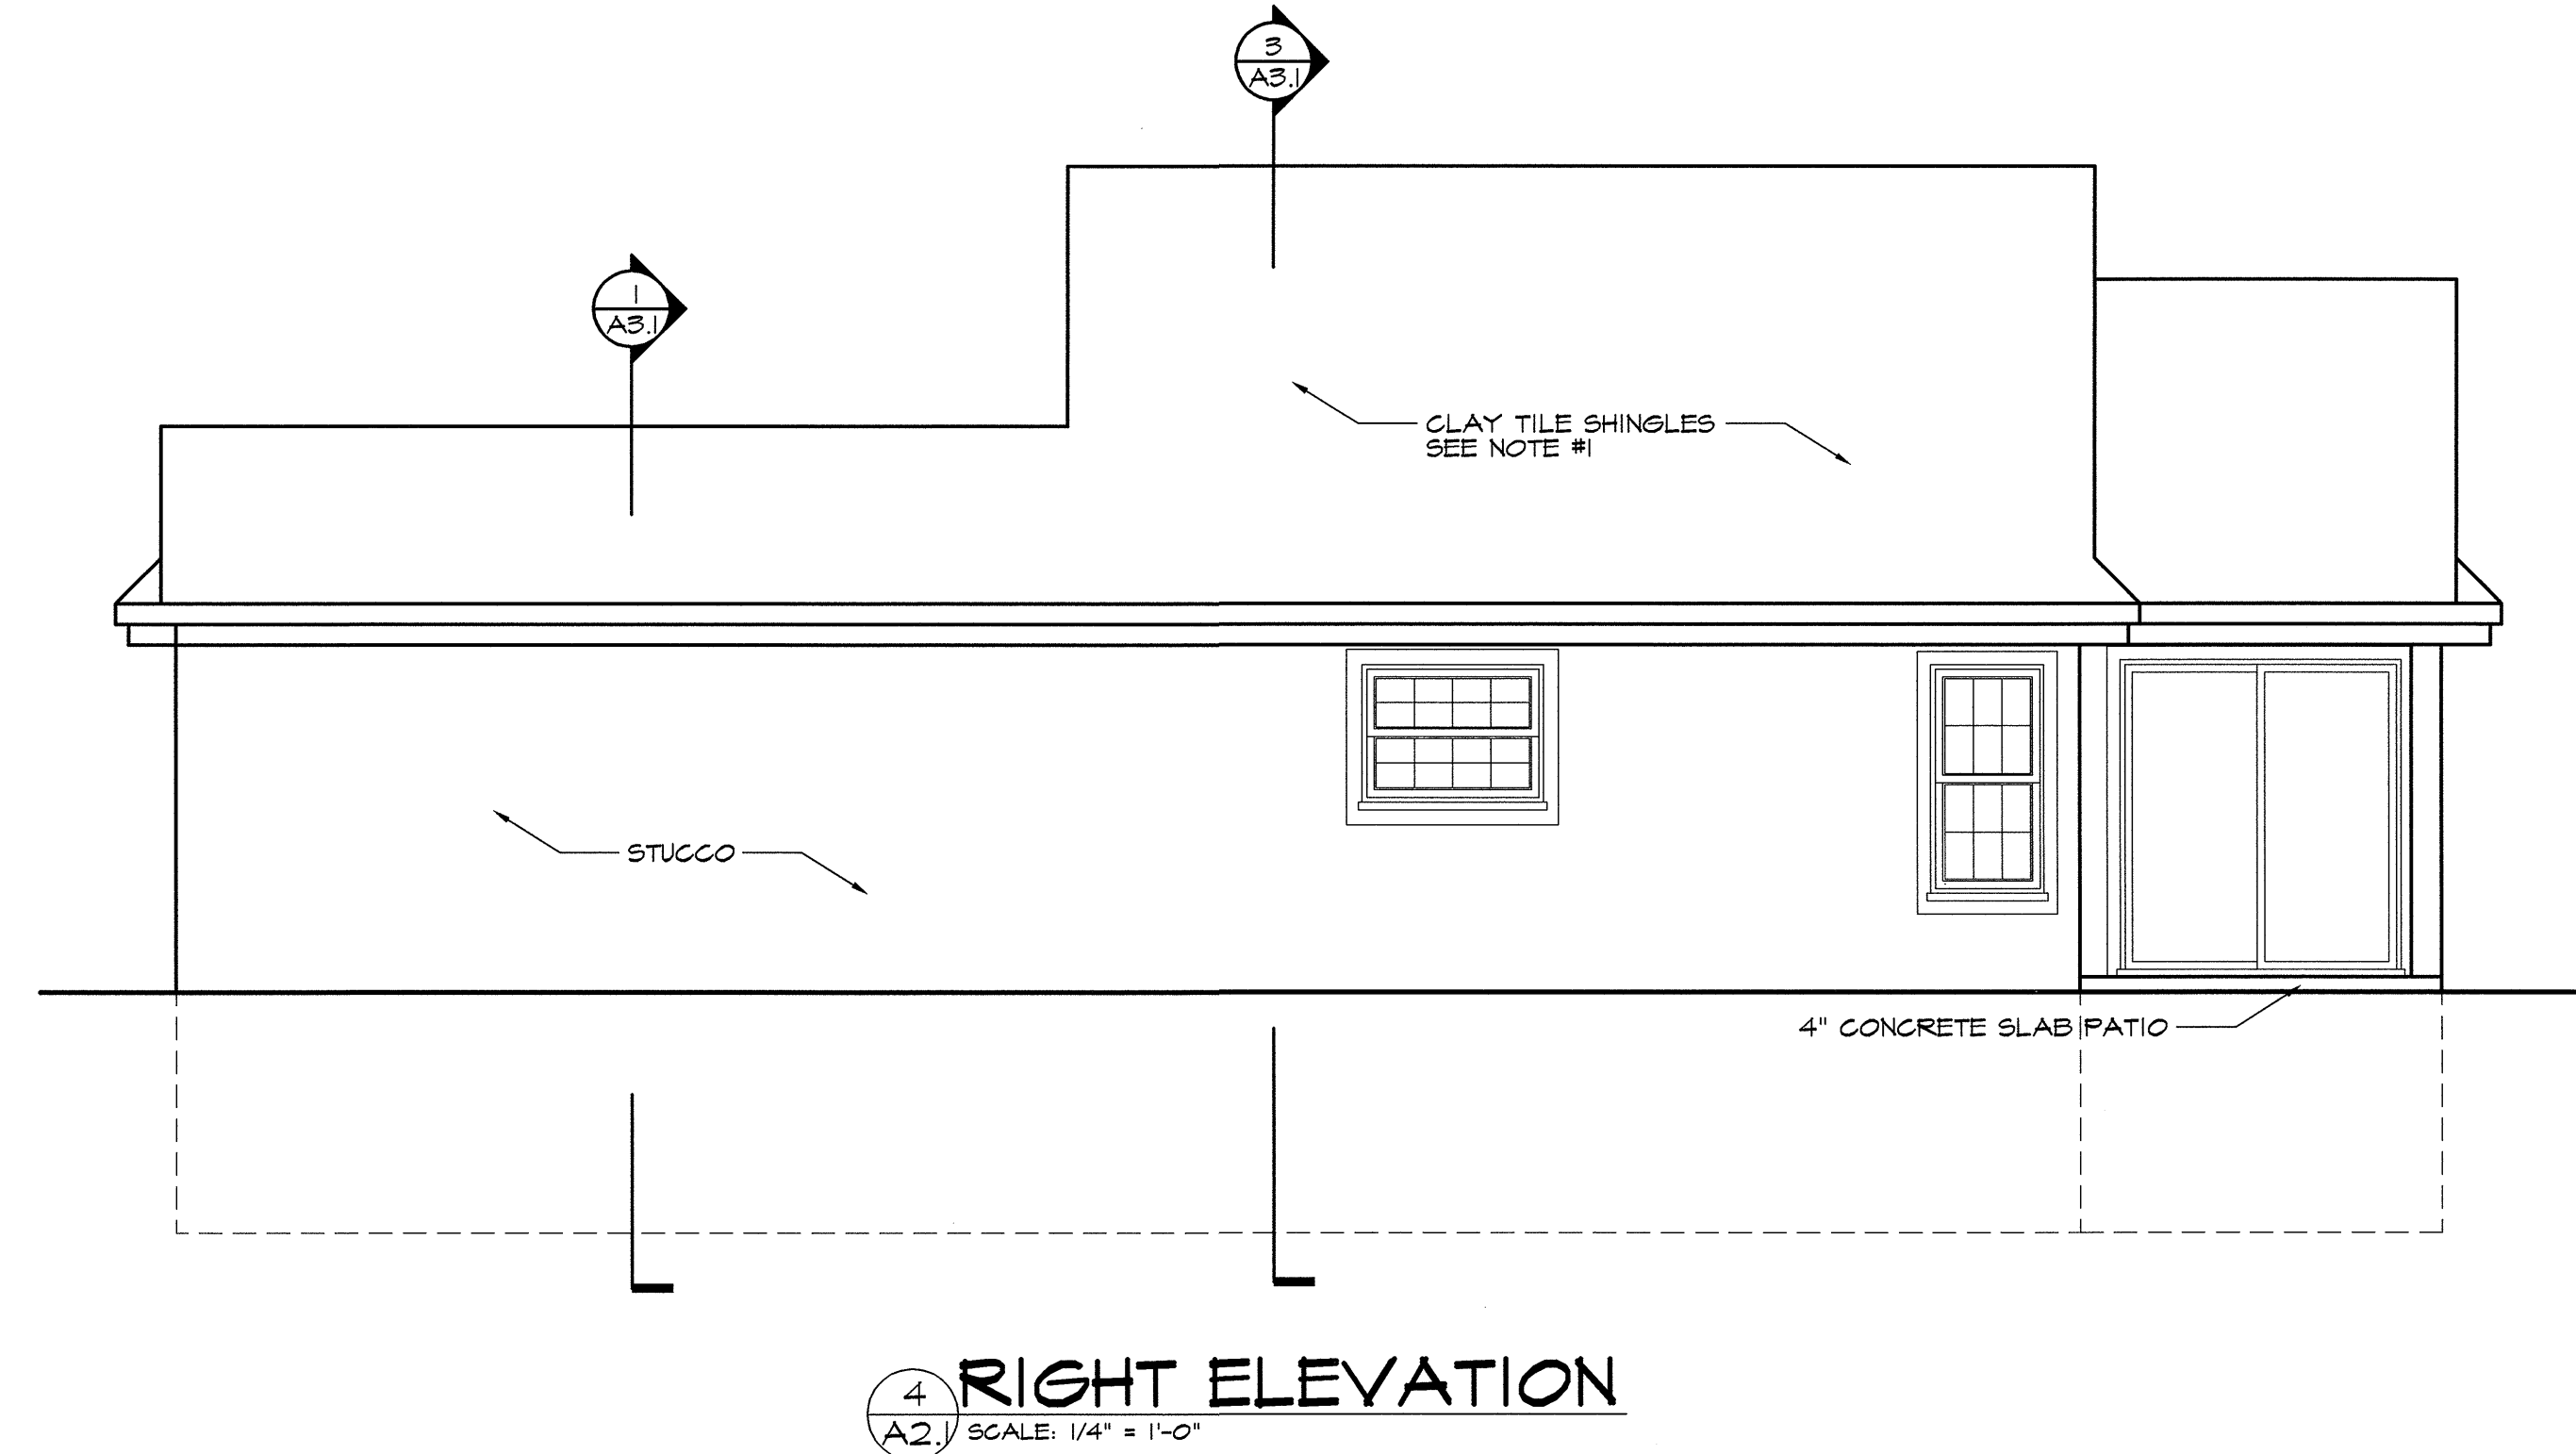 3
A3.1
1
A3.1
CLAY TILE SHINGLES
SEE NOTE #1
STUCCO
4" CONCRETE SLAB PATIO
4
A2.1
RIGHT ELEVATION
SCALE: 1/4" = 1'-0"